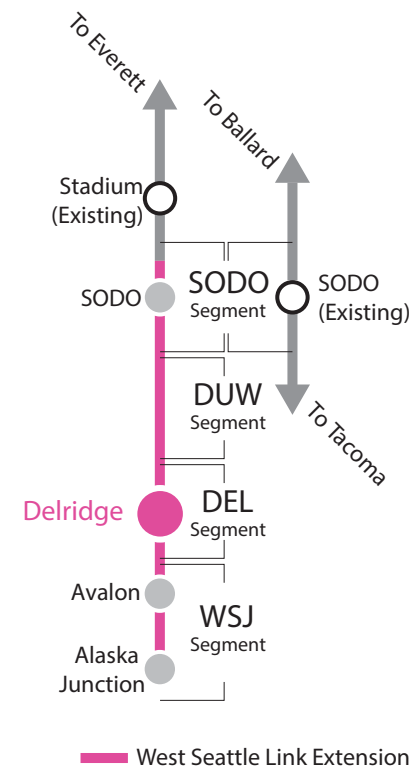 To Everett
To Ballard
Stadium
(Existing)
SODO
SODO
Segment
SODO
(Existing)
DUW
Segment
To Tacoma
Delridge
DEL
Segment
Avalon
WSJ
Segment
Alaska
Junction
West Seattle Link Extension